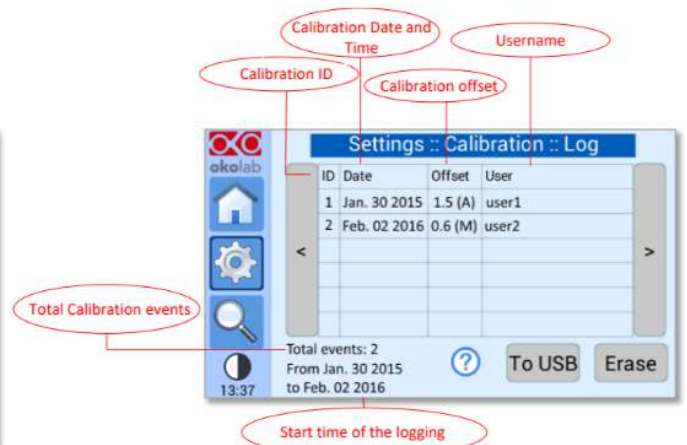 Calibration Date and
Time
Username
Calibration ID
Calibration offset
OKO
okolab
Settings :: Calibration :: Log
ID Date Offset User
1 Jan. 30 2015 1.5 (A) user1
2 Feb. 02 2016 0.6 (M) user2
<
>
Total Calibration events
Total events: 2
From Jan. 30 2015
to Feb. 02 2016
?
To USB
Erase
13:37
Start time of the logging